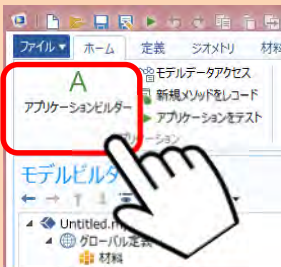 ファイル ホーム 定義 ジオメトリ 材料
A
アプリケーションビルダー
モデルデータアクセス
新規メソッドをレコード
アプリケーションをテスト
モデルビル
Untitled.m
グローバル定
材料